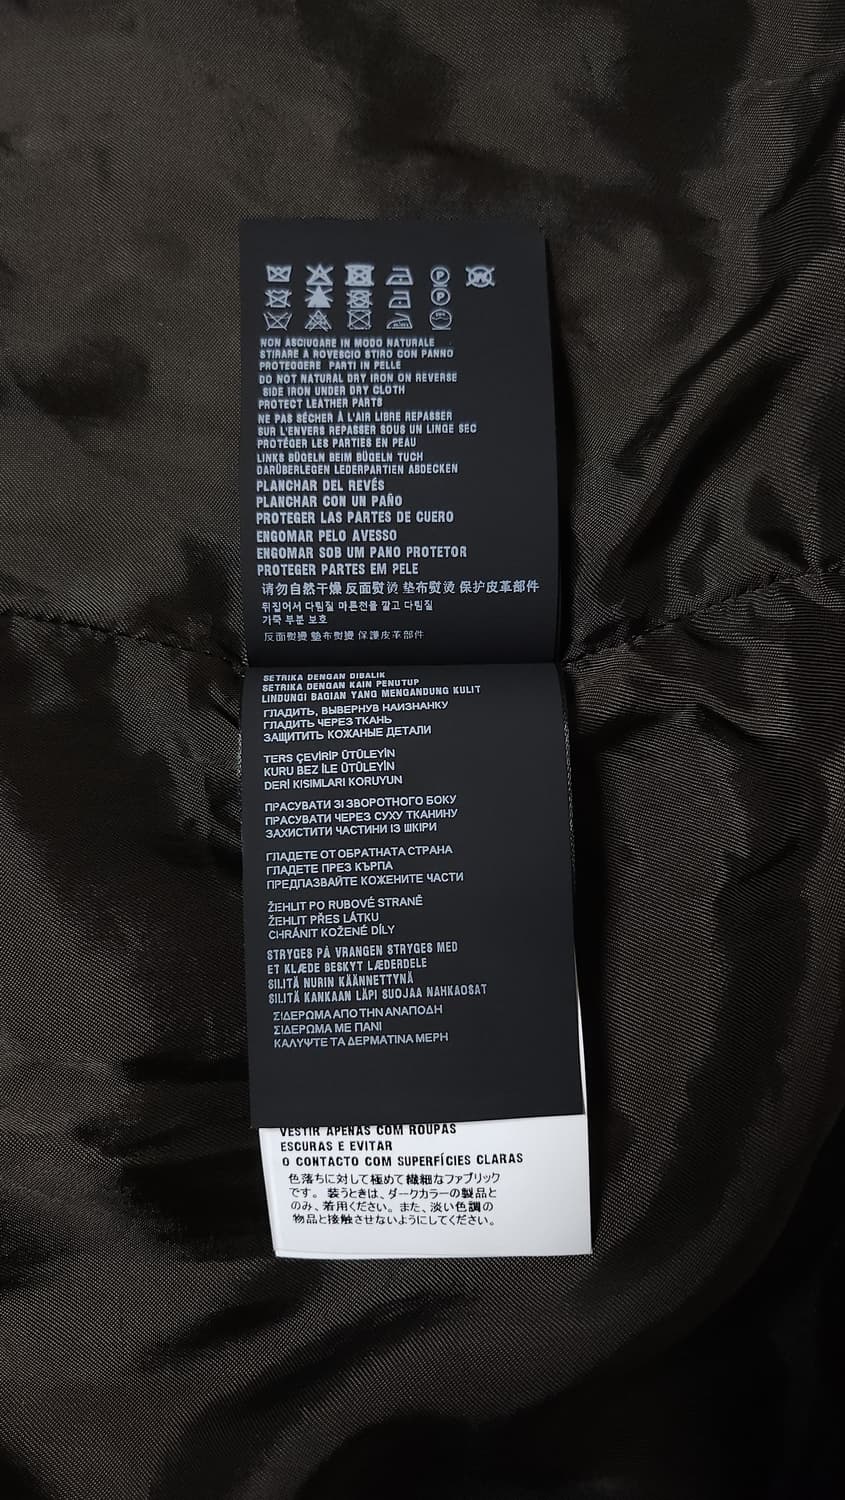 NON ASCIUGARE IN MODO NATURALE
STIRARE A ROVESCIO STIRO CON PANNO
PROTEGGERE PARTI IN PELLE
DO NOT NATURAL DRY IRON ON REVERSE
SIDE IRON UNDER DRY CLOTH
PROTECT LEATHER PARTS
NE PAS SÉCHER À L'AIR LIBRE REPASSER
SUR L'ENVERS REPASSER SOUS UN LINGE SEC
PROTÉGER LES PARTIES EN PEAU
LINKS BÜGELN BEIM BÜGELN TUCH
DARÜBERLEGEN LEDERPARTIEN ABDECKEN
PLANCHAR DEL REVÉS
PLANCHAR CON UN PAÑO
PROTEGER LAS PARTES DE CUERO
ENGOMAR PELO AVESSO
ENGOMAR SOB UM PANO PROTETOR
PROTEGER PARTES EM PELE
请勿自然干燥 反面熨烫 垫布熨烫 保护皮革部件
뒤집어서 다림질 마른천을 깔고 다림질
가죽 부분 보호
反面熨燙 墊布熨燙 保護皮革部件
SETRIKA DENGAN DIBALIK
SETRIKA DENGAN KAIN PENUTUP
LINDUNGI BAGIAN YANG MENGANDUNG KULIT
ГЛАДИТЬ, ВЫВЕРНУВ НАИЗНАНКУ
ГЛАДИТЬ ЧЕРЕЗ ТКАНЬ
ЗАЩИТИТЬ КОЖАНЫЕ ДЕТАЛИ
TERS ÇEVİRİP ÜTÜLEYİN
KURU BEZ İLE ÜTÜLEYİN
DERİ KISIMLARI KORUYUN
ПРАСУВАТИ ЗІ ЗВОРОТНОГО БОКУ
ПРАСУВАТИ ЧЕРЕЗ СУХУ ТКАНИНУ
ЗАХИСТИТИ ЧАСТИНИ ІЗ ШКІРИ
ГЛАДЕТЕ ОТ ОБРАТНАТА СТРАНА
ГЛАДЕТЕ ПРЕЗ КЪРПА
ПРЕДПАЗВАЙТЕ КОЖЕНИТЕ ЧАСТИ
ŽEHLIT PO RUBOVÉ STRANĚ
ŽEHLIT PŘES LÁTKU
CHRÁNIT KOŽENÉ DÍLY
STRYGES PÅ VRANGEN STRYGES MED
ET KLÆDE BESKYT LÆDERDELE
SILITÄ NURIN KÄÄNNETTYNÄ
SILITÄ KANKAAN LÄPI SUOJAA NAHKAOSAT
ΣΙΔΕΡΩΜΑ ΑΠΟ ΤΗΝ ΑΝΑΠΟΔΗ
ΣΙΔΕΡΩΜΑ ΜΕ ΠΑΝΙ
ΚΑΛΥΨΤΕ ΤΑ ΔΕΡΜΑΤΙΝΑ ΜΕΡΗ
VESTIR APENAS COM ROUPAS
ESCURAS E EVITAR
O CONTACTO COM SUPERFÍCIES CLARAS
色落ちに対して極めて繊細なファブリック
です。装うときは、ダークカラーの製品と
のみ、着用ください。また、淡い色調の
物品と接触させないようにしてください。